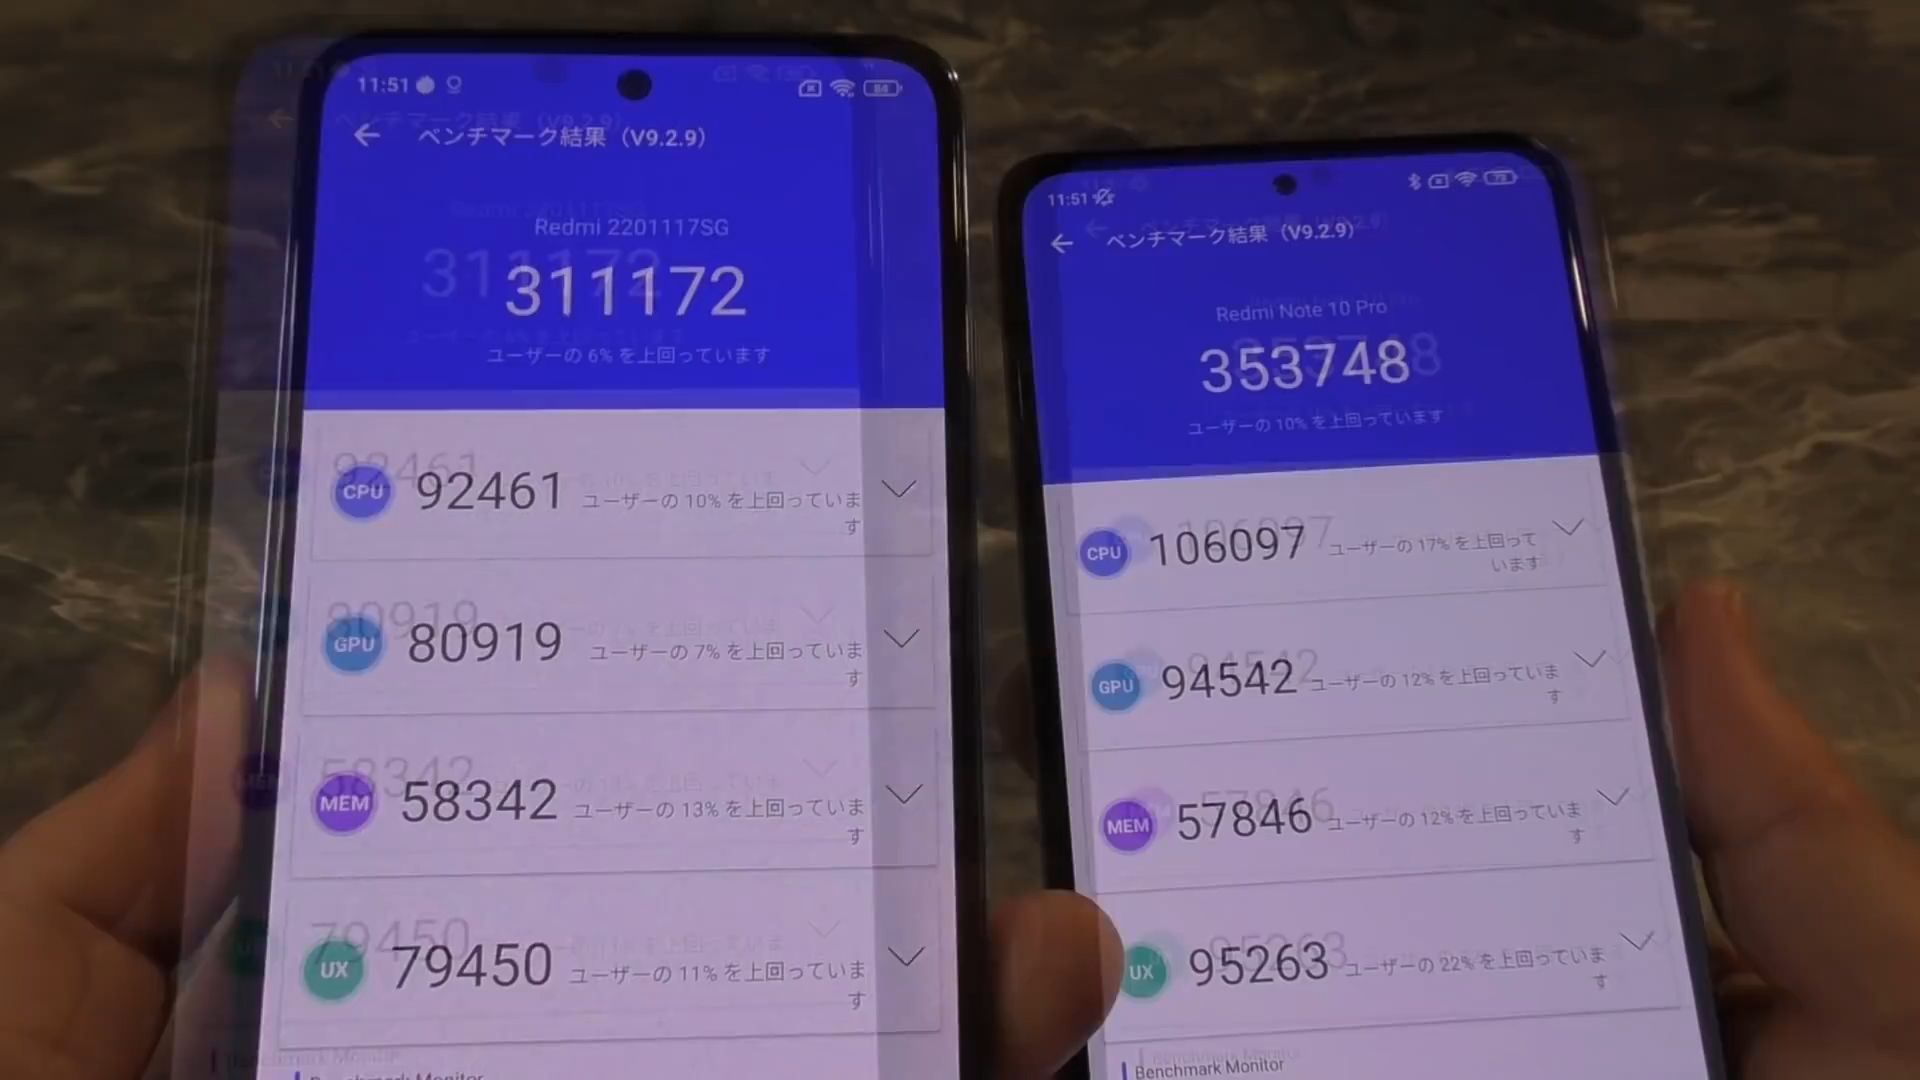 11:51
84
ベンチマーク結果（V9.2.9）
Redmi 2201117SG
311172
ユーザーの 6% を上回っています
CPU 92461 ユーザーの 10% を上回っていま
す
GPU 80919 ユーザーの 7% を上回っていま
す
MEM 58342 ユーザーの 13% を上回っていま
す
UX 79450 ユーザーの 11% を上回っていま
す
Benchmark Monitor
11:51
ベンチマーク結果（V9.2.9）
Redmi Note 10 Pro
353748
ユーザーの 10% を上回っています
CPU 106097 ユーザーの 17% を上回って
います
GPU 94542 ユーザーの 12% を上回っていま
す
MEM 57846 ユーザーの 12% を上回っていま
す
UX 95263 ユーザーの 22% を上回っていま
す
Benchmark Monitor